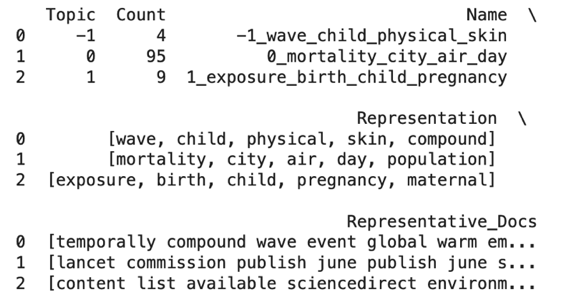 Topic  Count                                Name  \
0     -1      4        -1_wave_child_physical_skin
1      0     95          0_mortality_city_air_day
2      1      9  1_exposure_birth_child_pregnancy
Representation  \
0       [wave, child, physical, skin, compound]
1       [mortality, city, air, day, population]
2  [exposure, birth, child, pregnancy, maternal]
Representative_Docs
0  [temporally compound wave event global warm em...
1  [lancet commission publish june publish june s...
2  [content list available sciencedirect environm...